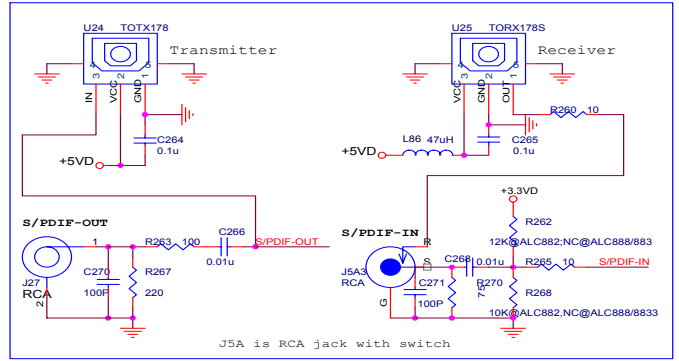 U24 TOTX178
Transmitter
4 5
3 2 1
IN VCC GND
C264
0.1u
+5VD
U25 TORX178S
Receiver
4 5
3 2 1
VCC GND OUT
R260 10
L86 47uH
C265
0.1u
+5VD
S/PDIF-OUT
1
2
J27
RCA
C270
100P
R267
220
R263 100
C266
0.01u
S/PDIF-OUT
+3.3VD
S/PDIF-IN
R
S
G
J5A3
RCA
C271
100P
C268 0.01u
R270
75
R262
12K@ALC882;NC@ALC888/883
R265 10
S/PDIF-IN
R268
10K@ALC882,NC@ALC888/8833
J5A is RCA jack with switch